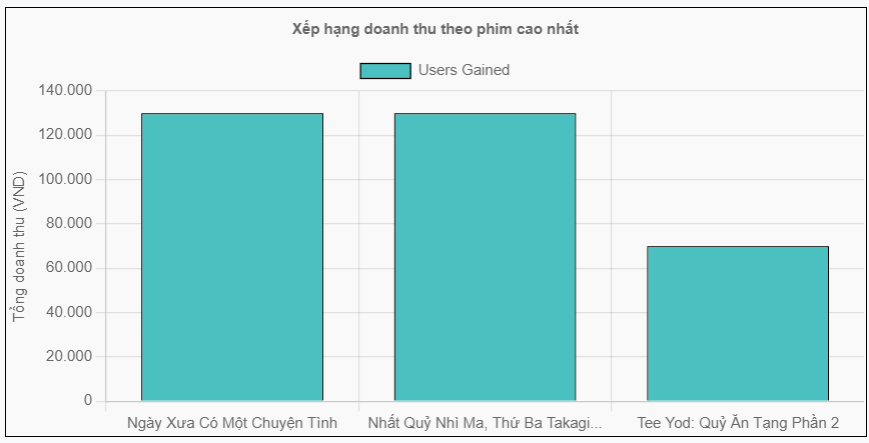 Xếp hạng doanh thu theo phim cao nhất
Users Gained
Tổng doanh thu (VND)
140.000
120.000
100.000
80.000
60.000
40.000
20.000
0
Ngày Xưa Có Một Chuyện Tình
Nhất Quỷ Nhì Ma, Thứ Ba Takagi...
Tee Yod: Quỷ Ăn Tạng Phần 2